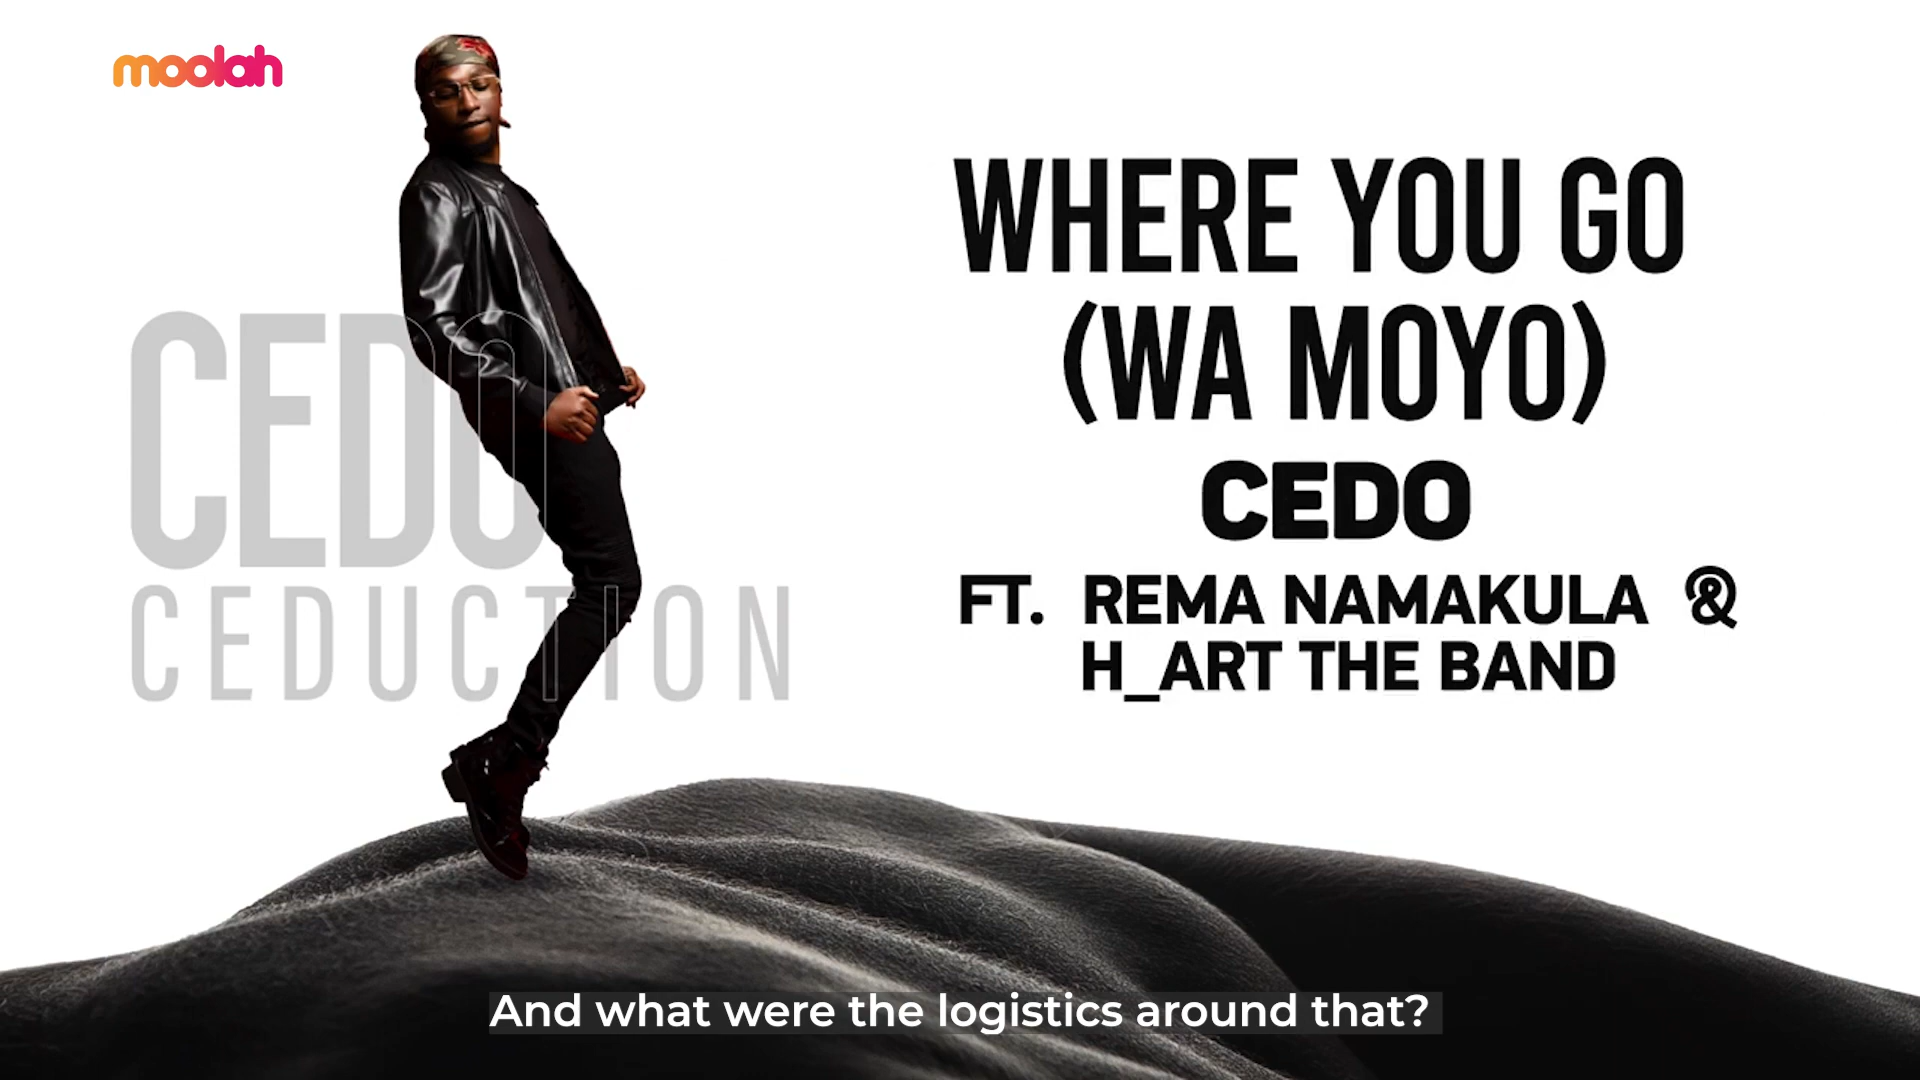 moolah
CEDO
CEDUCTION
WHERE YOU GO
(WA MOYO)
CEDO
FT. REMA NAMAKULA &
H_ART THE BAND
And what were the logistics around that?